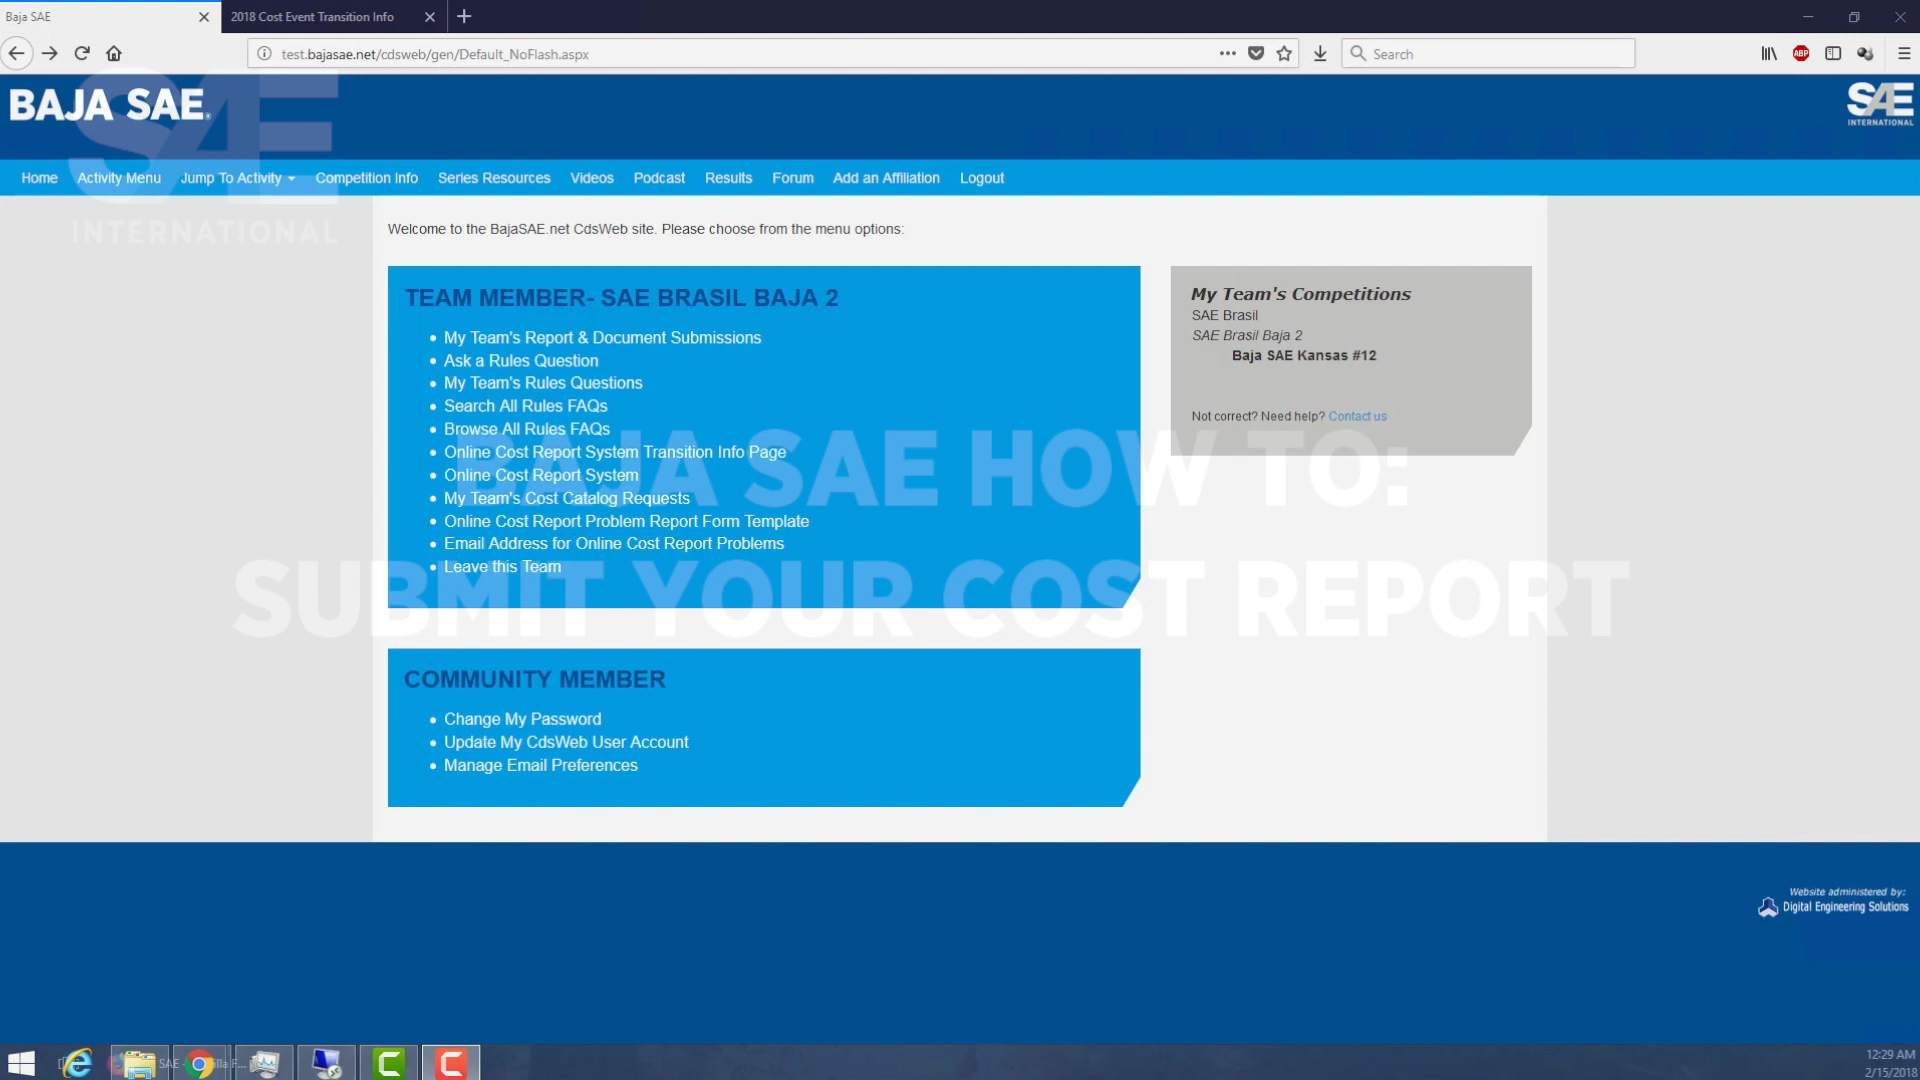 Baja SAE
2018 Cost Event Transition Info
test.bajasae.net/cdsweb/gen/Default_NoFlash.aspx
Search
ABP
BAJA SAE
SAE
INTERNATIONAL
SAE
INTERNATIONAL
Home Activity Menu Jump To Activity Competition Info Series Resources Videos Podcast Results Forum Add an Affiliation Logout
Welcome to the BajaSAE.net CdsWeb site. Please choose from the menu options:
TEAM MEMBER- SAE BRASIL BAJA 2
My Team's Report & Document Submissions
Ask a Rules Question
My Team's Rules Questions
Search All Rules FAQs
Browse All Rules FAQs
Online Cost Report System Transition Info Page
Online Cost Report System
My Team's Cost Catalog Requests
Online Cost Report Problem Report Form Template
Email Address for Online Cost Report Problems
Leave this Team
My Team's Competitions
SAE Brasil
SAE Brasil Baja 2
Baja SAE Kansas #12
Not correct? Need help? Contact us
BAJA SAE HOW TO:
SUBMIT YOUR COST REPORT
COMMUNITY MEMBER
Change My Password
Update My CdsWeb User Account
Manage Email Preferences
Website administered by:
Digital Engineering Solutions
12:29 AM
2/15/2018